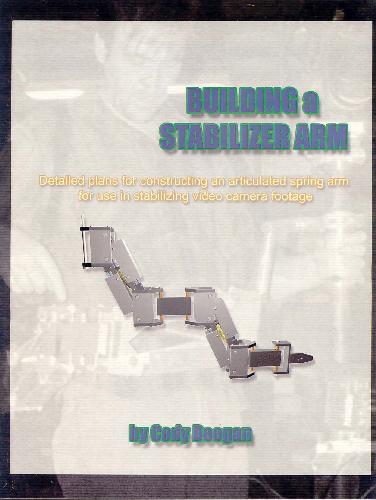 BUILDING a
STABILIZER ARM
Detailed plans for constructing an articulated spring arm
for use in stabilizing video camera footage
by Cody Deegan